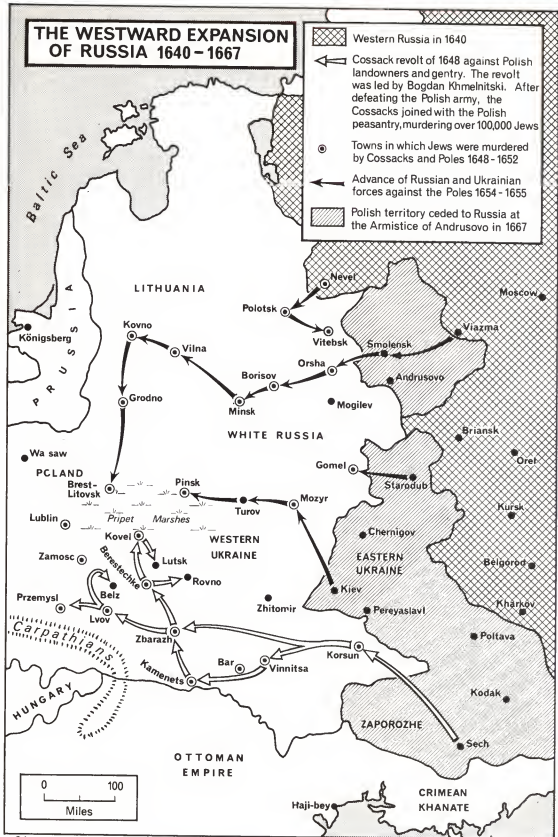 THE WESTWARD EXPANSION
OF RUSSIA 1640-1667
Western Russia in 1640
Cossack revolt of 1648 against Polish
landowners and gentry. The revolt
was led by Bogdan Khmelnitski. After
defeating the Polish army, the
Cossacks joined with the Polish
peasantry, murdering over 100,000 Jews
Towns in which Jews were murdered
by Cossacks and Poles 1648-1652
Advance of Russian and Ukrainian
forces against the Poles 1654-1655
Polish territory ceded to Russia at
the Armistice of Andrusovo in 1667
Baltic Sea
LITHUANIA
Nevel
Moscow
Polotsk
Königsberg
PRUSSIA
Kovno
Vilna
Vitebsk
Smolensk
Viazma
Borisov
Orsha
Andrusovo
Grodno
Minsk
Mogilev
WHITE RUSSIA
Briansk
Wa saw
POLAND
Orel
Gomel
Starodub
Brest-
Litovsk
Pinsk
Mozyr
Turov
Kursk
Lublin
Pripet Marshes
Kovel
WESTERN
UKRAINE
Chernigov
EASTERN
UKRAINE
Zamosc
Berestechke
Lutsk
Rovno
Belgorod
Belz
Zhitomir
Kiev
Przemysl
Lvov
Pereyaslavl
Kharkov
Carpathians
Zbarazh
Korsun
Poltava
Bar
Vinnitsa
Kamenets
HUNGARY
Kodak
ZAPOROZHE
Sech
OTTOMAN
EMPIRE
0 100
Miles
Haji-bey
CRIMEAN
KHANATE